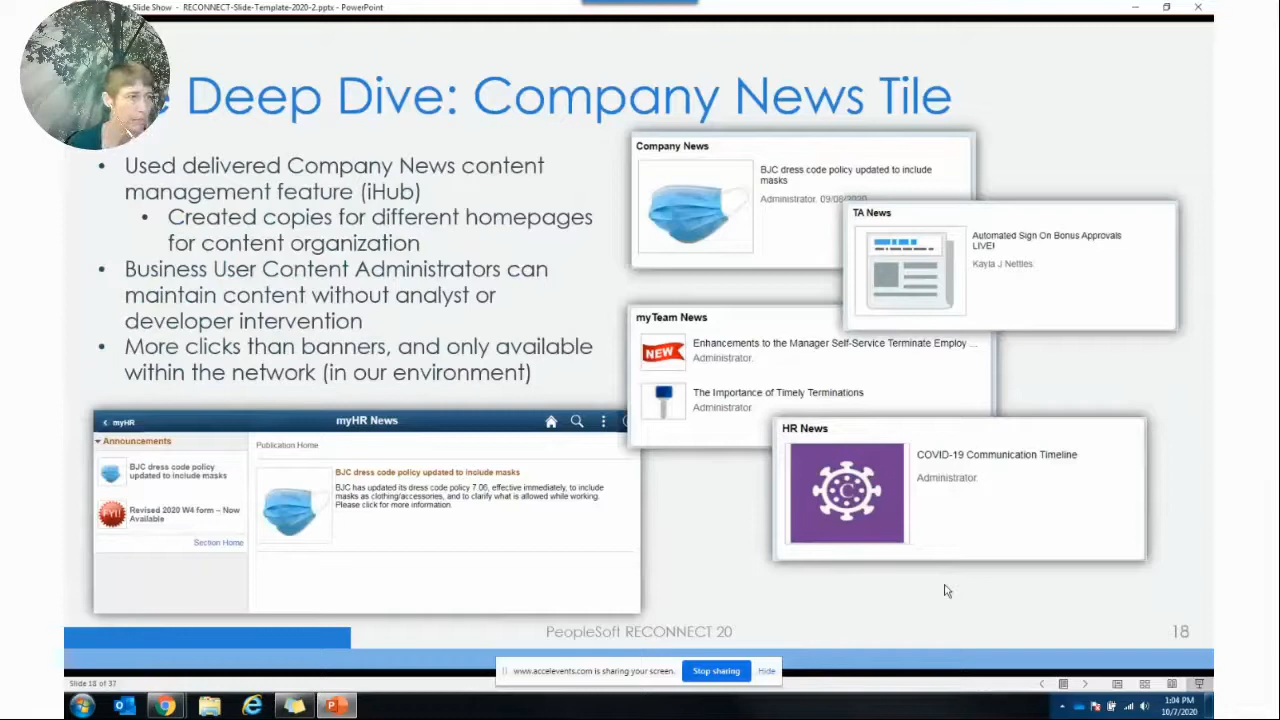 t Slide Show - RECONNECT-Slide-Template-2020-2.pptx - PowerPoint
e Deep Dive: Company News Tile
• Used delivered Company News content
management feature (iHub)
• Created copies for different homepages
for content organization
• Business User Content Administrators can
maintain content without analyst or
developer intervention
• More clicks than banners, and only available
within the network (in our environment)
Company News
BJC dress code policy updated to include
masks
Administrator. 09/08/2020
TA News
Automated Sign On Bonus Approvals
LIVE!
Kayla J Nettles
myTeam News
NEW
Enhancements to the Manager Self-Service Terminate Employ ...
Administrator.
The Importance of Timely Terminations
Administrator
HR News
C
COVID-19 Communication Timeline
Administrator.
myHR
myHR News
Announcements
BJC dress code policy
updated to include masks
FYI!
Revised 2020 W4 form – Now
Available
Section Home
Publication Home
BJC dress code policy updated to include masks
BJC has updated its dress code policy 7.06, effective immediately, to include
masks as clothing/accessories, and to clarify what is allowed while working.
Please click for more information.
PeopleSoft RECONNECT 20
18
www.accelevents.com is sharing your screen.
Stop sharing
Hide
Slide 18 of 37
1:04 PM
10/7/2020